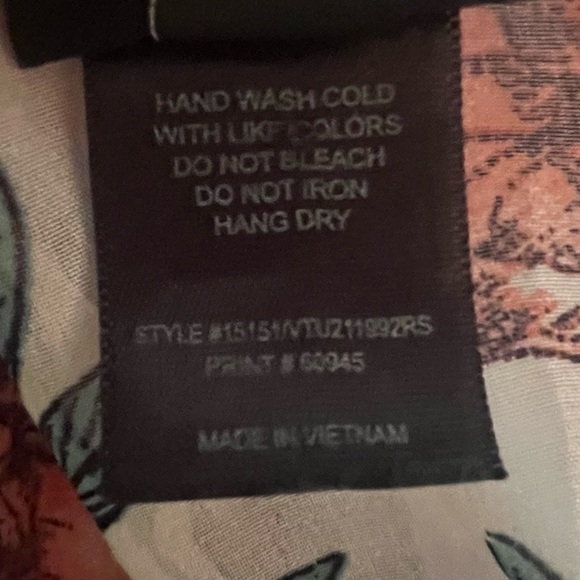 HAND WASH COLD
WITH LIKE COLORS
DO NOT BLEACH
DO NOT IRON
HANG DRY
STYLE #15151/VTU211992RS
PRINT # 60945
MADE IN VIETNAM